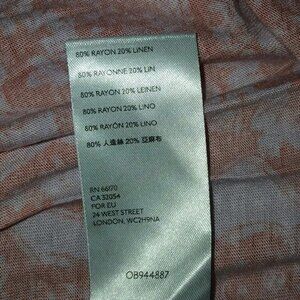 80% RAYON 20% LINEN
80% RAYONNE 20% LIN
80% RAYON 20% LEINEN
80% RAYON 20% LINO
80% RAYON 20% LINO
80% 人造絲 20% 亞麻布
RN 66170
CA 32054
FOR EU
24 WEST STREET
LONDON, WC2H9NA
OB944887